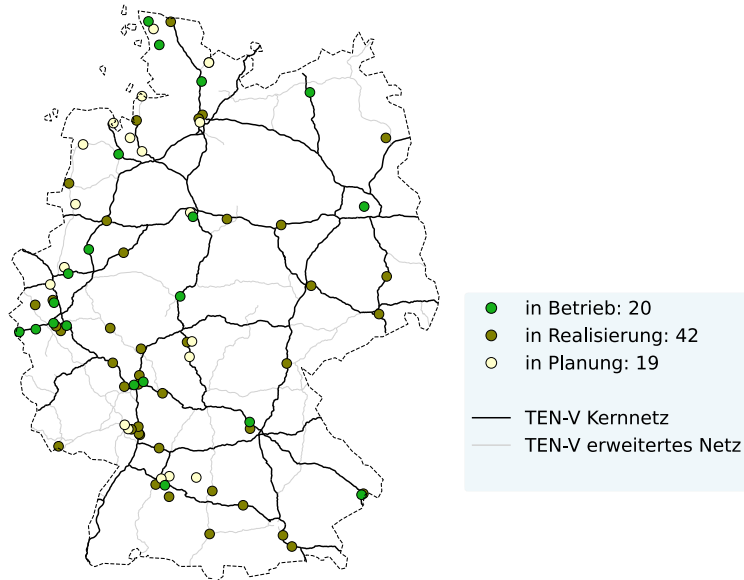 in Betrieb: 20
in Realisierung: 42
in Planung: 19
TEN-V Kernnetz
TEN-V erweitertes Netz